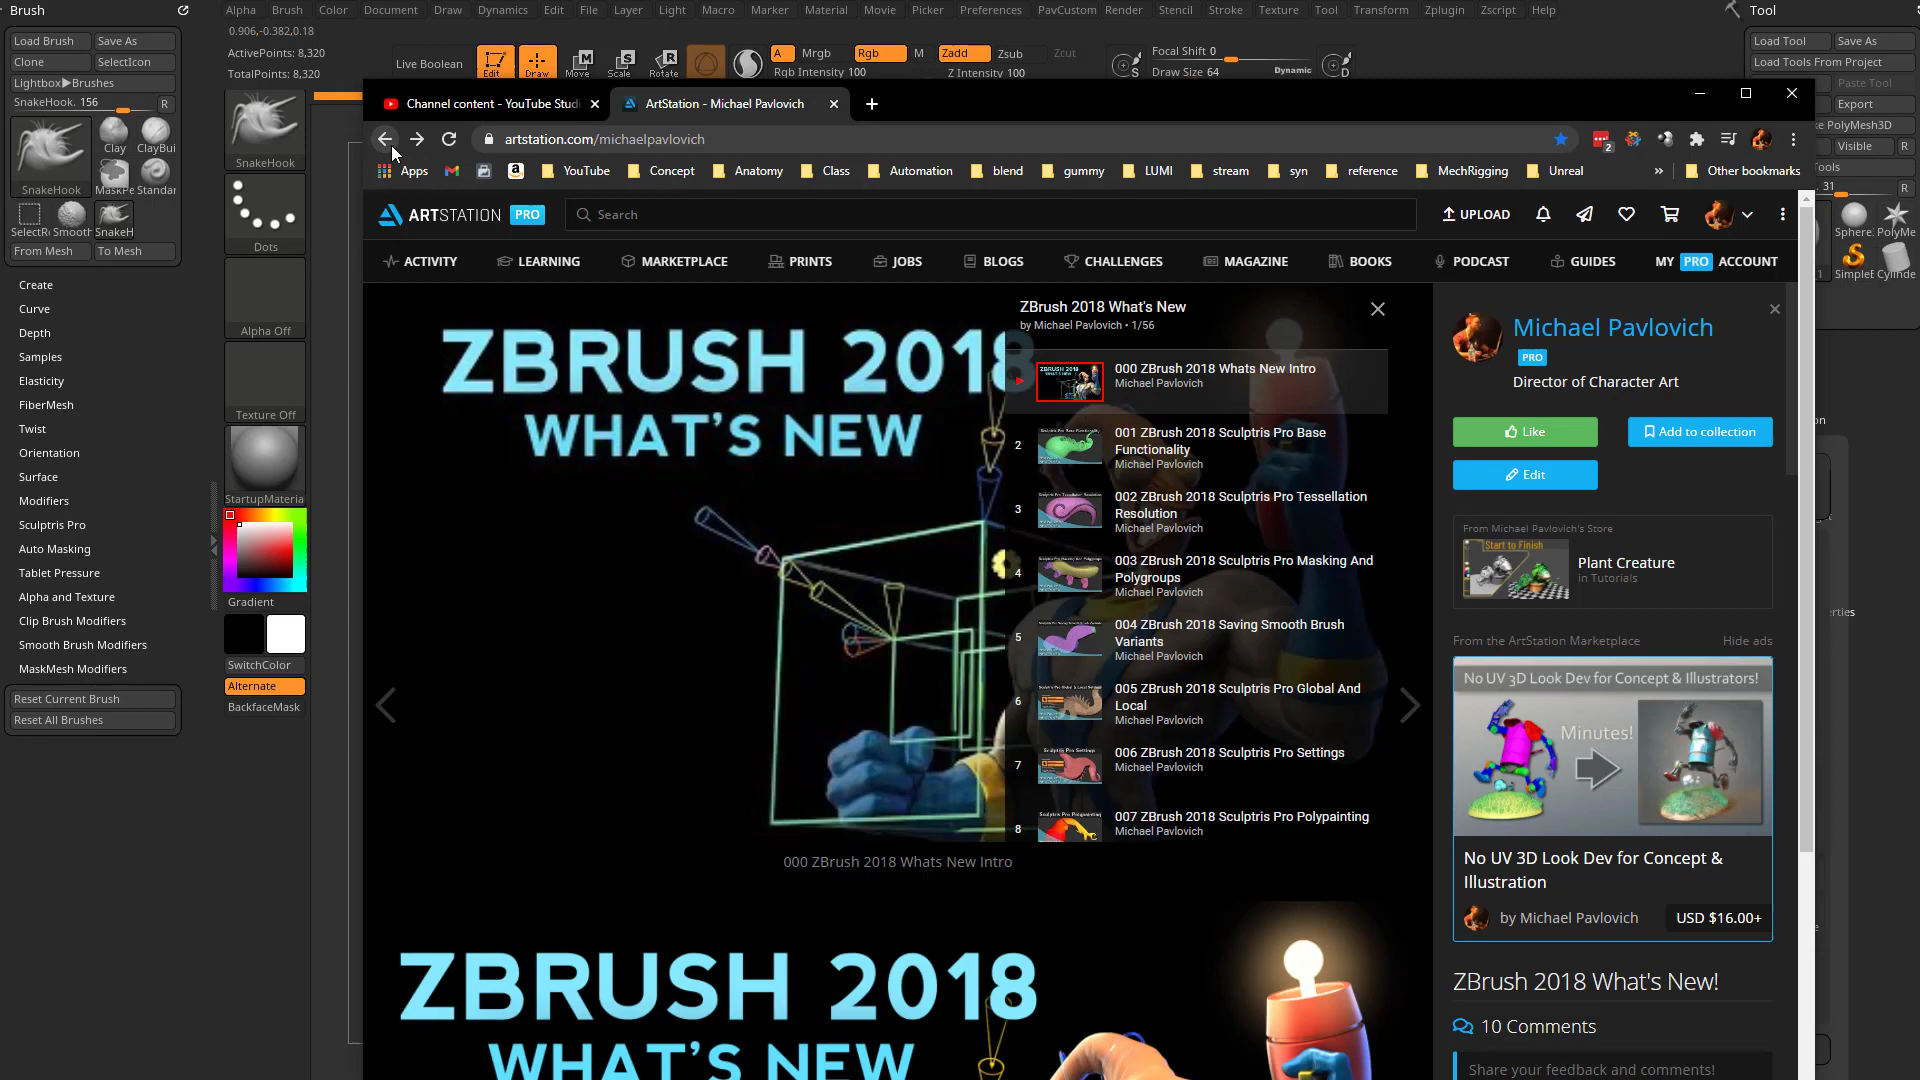 Brush
Alpha Brush Color Document Draw Dynamics Edit File Layer Light Macro Marker Material Movie Picker Preferences PavCustom Render Stencil Stroke Texture Tool Transform Zplugin Zscript Help
Tool
0.906,-0.382,0.18
ActivePoints: 8,320
TotalPoints: 8,320
Load Brush Save As
Clone SelectIcon
Lightbox▶Brushes
SnakeHook. 156 R
SnakeHook Clay ClayBui
MaskPe Standar
SelectRe Smooth SnakeH
From Mesh To Mesh
Create
Curve
Depth
Samples
Elasticity
FiberMesh
Twist
Orientation
Surface
Modifiers
Sculptris Pro
Auto Masking
Tablet Pressure
Alpha and Texture
Clip Brush Modifiers
Smooth Brush Modifiers
MaskMesh Modifiers
Reset Current Brush
Reset All Brushes
SnakeHook
Dots
Alpha Off
Texture Off
StartupMateria
Gradient
SwitchColor
Alternate
BackfaceMask
Live Boolean
Edit Draw Move Scale Rotate
A Mrgb Rgb M Zadd Zsub Zcut
Rgb Intensity 100 Z Intensity 100
Focal Shift 0
Draw Size 64 Dynamic
S D
Load Tool Save As
Load Tools From Project
Paste Tool
Export
PolyMesh3D
Visible R
Tools
31 R
Sphere PolyMe
SimpleB Cylinde
Channel content - YouTube Studi
ArtStation - Michael Pavlovich
artstation.com/michaelpavlovich
2
Apps YouTube Concept Anatomy Class Automation blend gummy LUMI stream syn reference MechRigging Unreal » Other bookmarks
ARTSTATION PRO
Search
UPLOAD
ACTIVITY LEARNING MARKETPLACE PRINTS JOBS BLOGS CHALLENGES MAGAZINE BOOKS PODCAST GUIDES MY PRO ACCOUNT
ZBRUSH 2018
WHAT'S NEW
ZBrush 2018 What's New
by Michael Pavlovich • 1/56
000 ZBrush 2018 Whats New Intro
Michael Pavlovich
2 001 ZBrush 2018 Sculptris Pro Base
Functionality
Michael Pavlovich
3 002 ZBrush 2018 Sculptris Pro Tessellation
Resolution
Michael Pavlovich
4 003 ZBrush 2018 Sculptris Pro Masking And
Polygroups
Michael Pavlovich
5 004 ZBrush 2018 Saving Smooth Brush
Variants
Michael Pavlovich
6 005 ZBrush 2018 Sculptris Pro Global And
Local
Michael Pavlovich
7 006 ZBrush 2018 Sculptris Pro Settings
Michael Pavlovich
8 007 ZBrush 2018 Sculptris Pro Polypainting
Michael Pavlovich
000 ZBrush 2018 Whats New Intro
ZBRUSH 2018
WHAT'S NEW
Michael Pavlovich
PRO
Director of Character Art
Like
Add to collection
Edit
From Michael Pavlovich's Store
Start to Finish
Plant Creature
in Tutorials
From the ArtStation Marketplace Hide ads
No UV 3D Look Dev for Concept & Illustrators!
Minutes!
No UV 3D Look Dev for Concept &
Illustration
by Michael Pavlovich USD $16.00+
ZBrush 2018 What's New!
10 Comments
Share your feedback and comments!